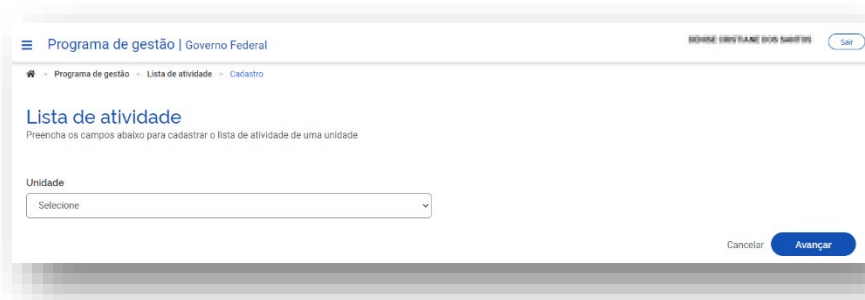 Programa de gestão | Governo Federal
Sair
> Programa de gestão > Lista de atividade > Cadastro
Lista de atividade
Preencha os campos abaixo para cadastrar o lista de atividade de uma unidade
Unidade
Selecione
Cancelar Avançar